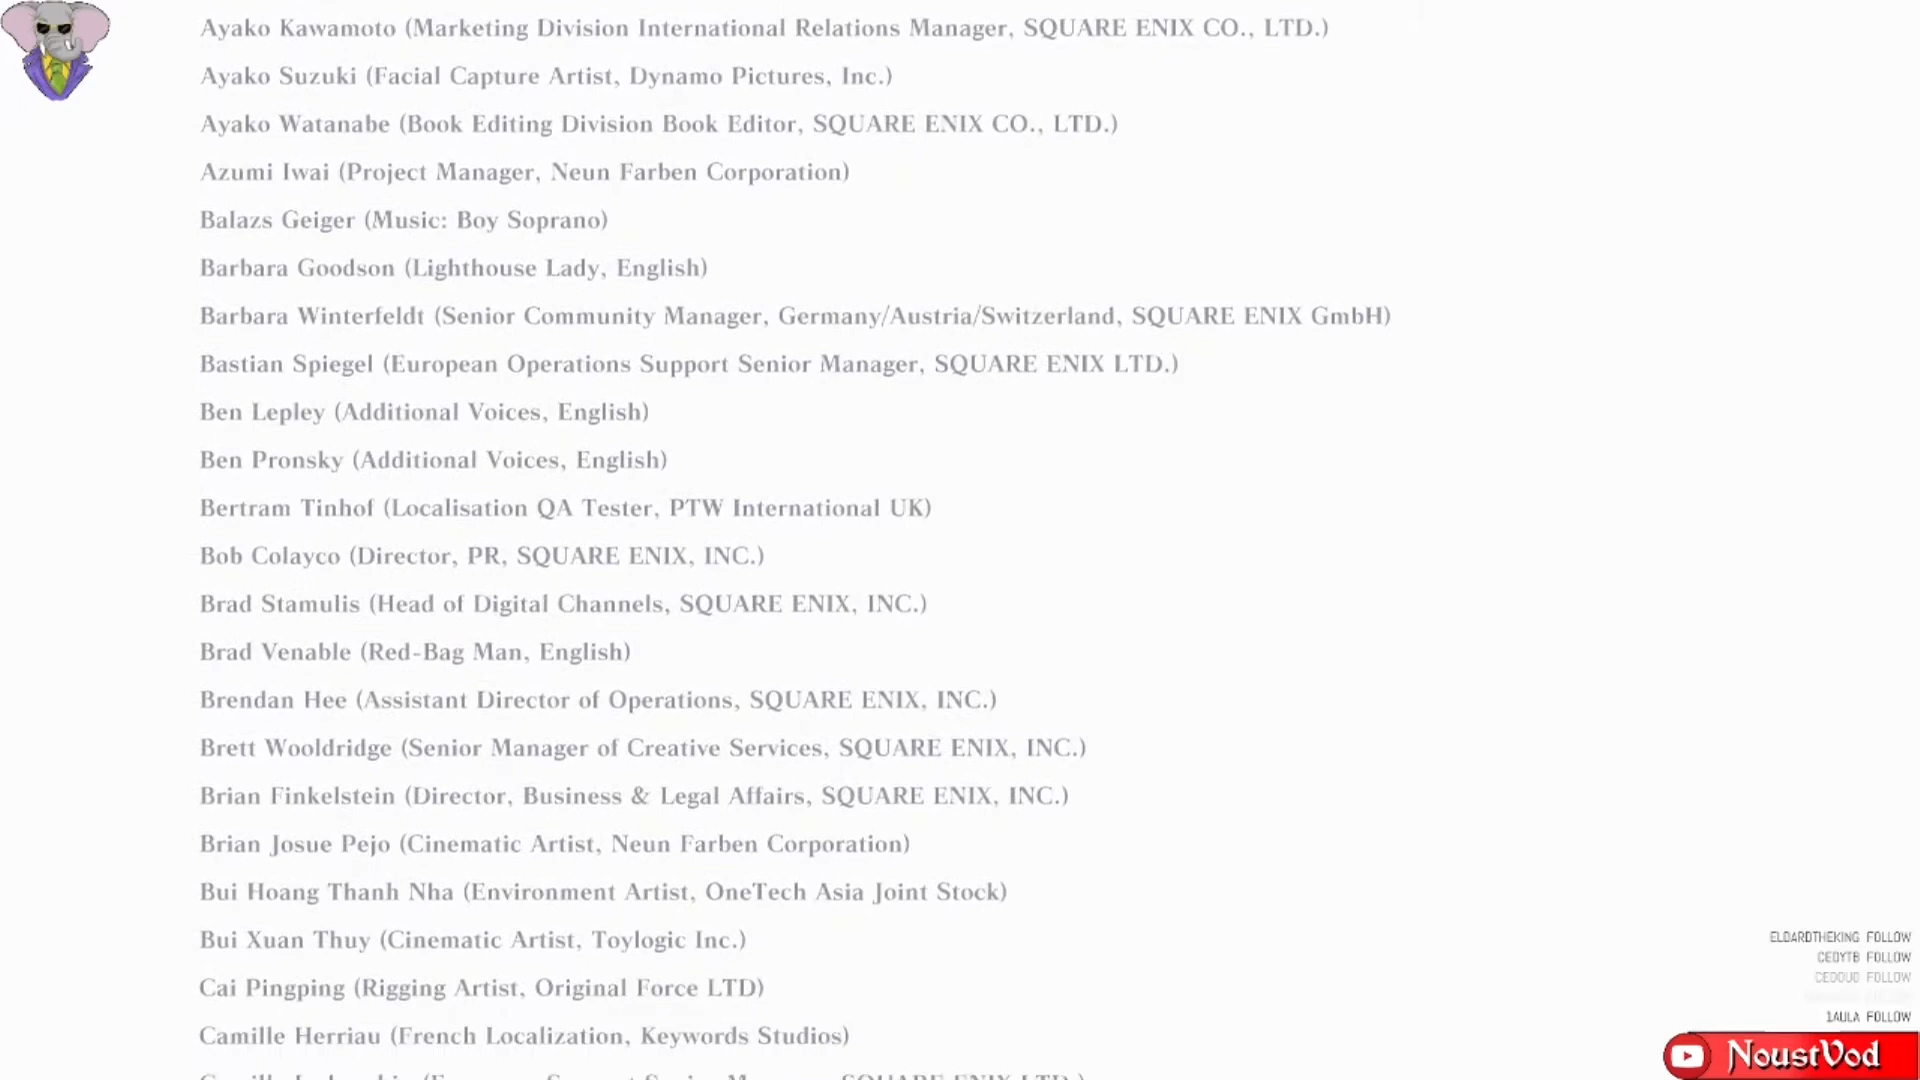 Ayako Kawamoto (Marketing Division International Relations Manager, SQUARE ENIX CO., LTD.)
Ayako Suzuki (Facial Capture Artist, Dynamo Pictures, Inc.)
Ayako Watanabe (Book Editing Division Book Editor, SQUARE ENIX CO., LTD.)
Azumi Iwai (Project Manager, Neun Farben Corporation)
Balazs Geiger (Music: Boy Soprano)
Barbara Goodson (Lighthouse Lady, English)
Barbara Winterfeldt (Senior Community Manager, Germany/Austria/Switzerland, SQUARE ENIX GmbH)
Bastian Spiegel (European Operations Support Senior Manager, SQUARE ENIX LTD.)
Ben Lepley (Additional Voices, English)
Ben Pronsky (Additional Voices, English)
Bertram Tinhof (Localisation QA Tester, PTW International UK)
Bob Colayco (Director, PR, SQUARE ENIX, INC.)
Brad Stamulis (Head of Digital Channels, SQUARE ENIX, INC.)
Brad Venable (Red-Bag Man, English)
Brendan Hee (Assistant Director of Operations, SQUARE ENIX, INC.)
Brett Wooldridge (Senior Manager of Creative Services, SQUARE ENIX, INC.)
Brian Finkelstein (Director, Business & Legal Affairs, SQUARE ENIX, INC.)
Brian Josue Pejo (Cinematic Artist, Neun Farben Corporation)
Bui Hoang Thanh Nha (Environment Artist, OneTech Asia Joint Stock)
Bui Xuan Thuy (Cinematic Artist, Toylogic Inc.)
Cai Pingping (Rigging Artist, Original Force LTD)
Camille Herriau (French Localization, Keywords Studios)
SQUARE ENIX LTD.)
ELDARDTHEKING FOLLOW
CEDYTB FOLLOW
CEDOUO FOLLOW
1AULA FOLLOW
NoustVod